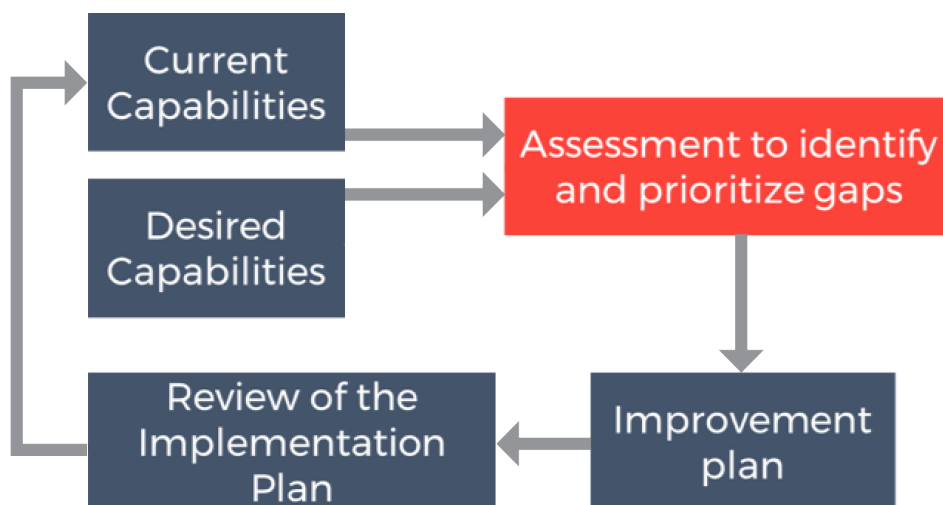 Current
Capabilities
Assessment to identify
and prioritize gaps
Desired
Capabilities
Review of the
Implementation
Plan
Improvement
plan